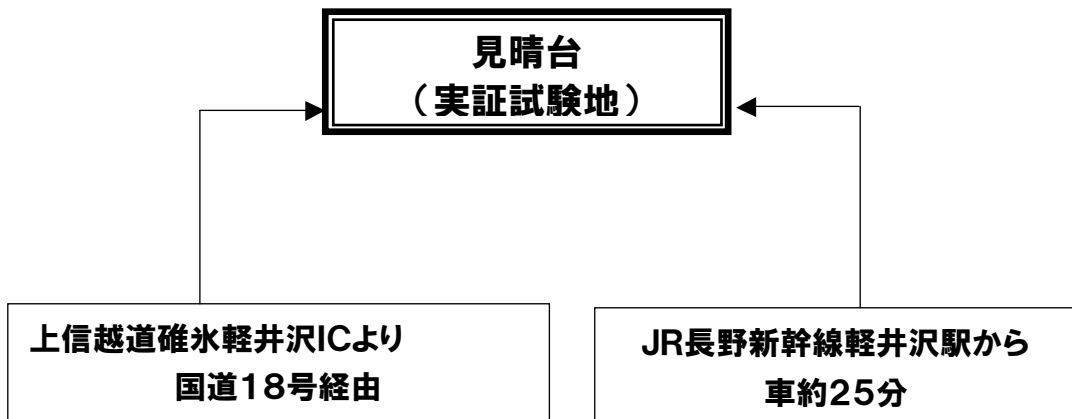 見晴台
（実証試験地）
上信越道碓氷軽井沢ICより
国道18号経由
JR長野新幹線軽井沢駅から
車約25分